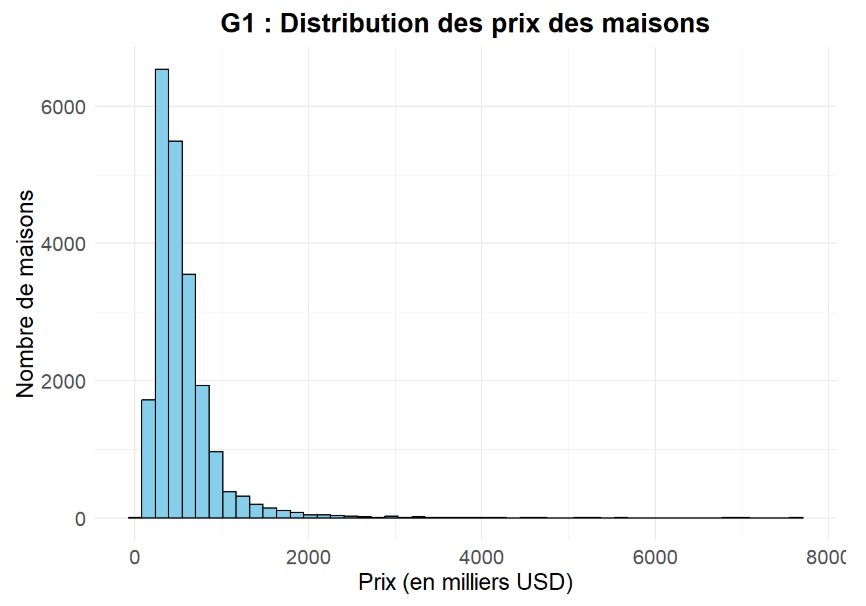 G1 : Distribution des prix des maisons
Nombre de maisons
6000
4000
2000
0
0 2000 4000 6000 8000
Prix (en milliers USD)